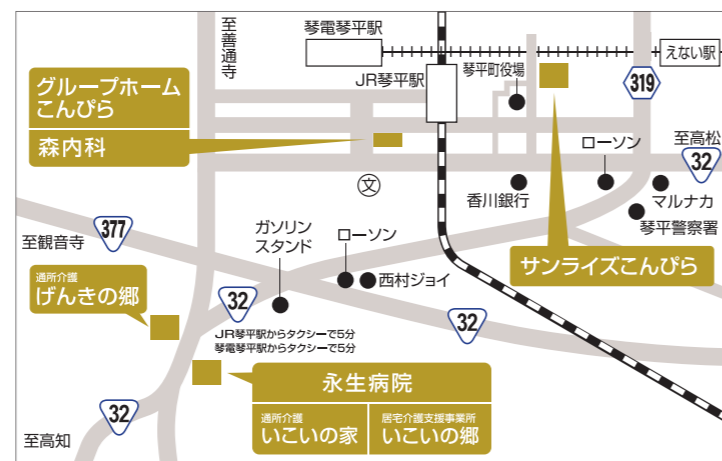 至善通寺
琴電琴平駅
えない駅
JR琴平駅
琴平町役場
319
グループホーム
こんぴら
森内科
至高松
32
ローソン
香川銀行
マルナカ
琴平警察署
サンライズこんぴら
377
至観音寺
ガソリン
スタンド
ローソン
西村ジョイ
文
通所介護
げんきの郷
32
32
JR琴平駅からタクシーで5分
琴電琴平駅からタクシーで5分
永生病院
通所介護
いこいの家
居宅介護支援事業所
いこいの郷
32
至高知